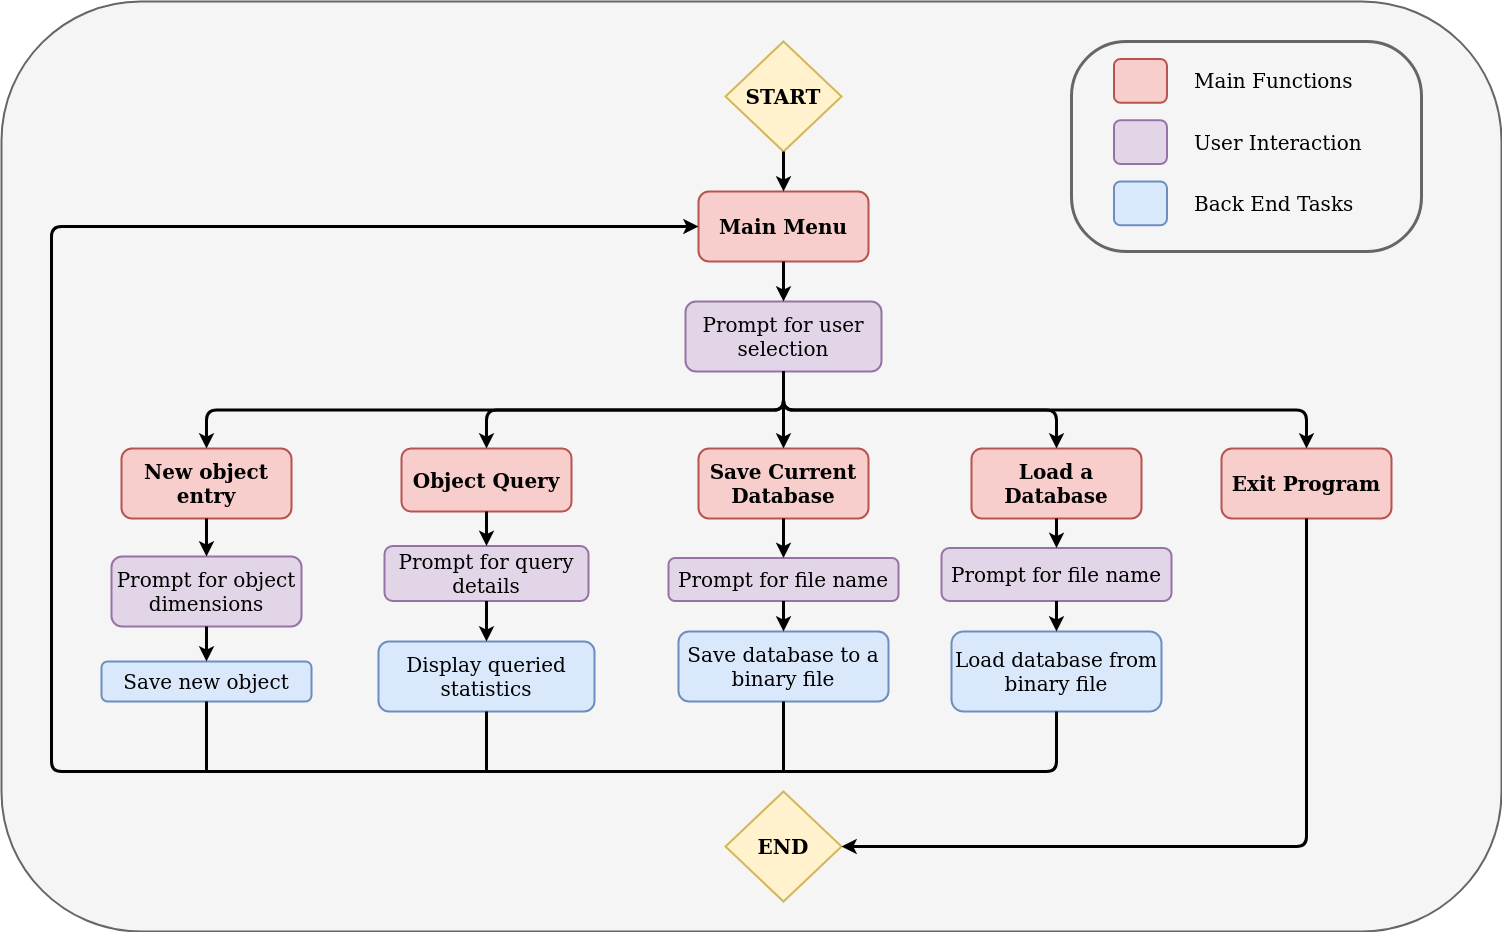 START
Main Functions
User Interaction
Back End Tasks
Main Menu
Prompt for user
selection
New object
entry
Object Query
Save Current
Database
Load a
Database
Exit Program
Prompt for object
dimensions
Prompt for query
details
Prompt for file name
Prompt for file name
Save new object
Display queried
statistics
Save database to a
binary file
Load database from
binary file
END